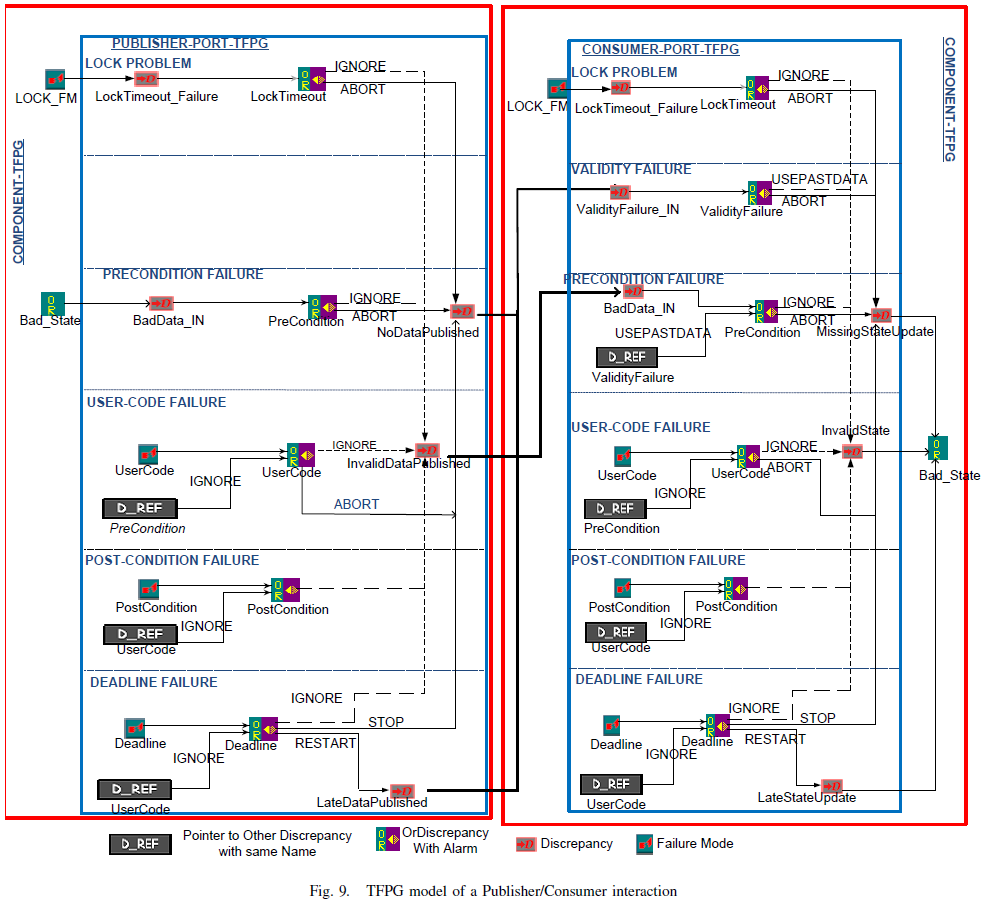 PUBLISHER-PORT-TFPG
LOCK PROBLEM
IGNORE
ABORT
LOCK_FM
LockTimeout_Failure
LockTimeout
COMPONENT-TFPG
PRECONDITION FAILURE
IGNORE
ABORT
Bad_State
BadData_IN
PreCondition
NoDataPublished
USER-CODE FAILURE
IGNORE
UserCode
UserCode
InvalidDataPublished
IGNORE
D_REF
ABORT
PreCondition
POST-CONDITION FAILURE
PostCondition
PostCondition
D_REF
IGNORE
UserCode
DEADLINE FAILURE
IGNORE
STOP
Deadline
Deadline
RESTART
IGNORE
D_REF
UserCode
LateDataPublished
CONSUMER-PORT-TFPG
LOCK PROBLEM
IGNORE
ABORT
LOCK_FM
LockTimeout_Failure
LockTimeout
COMPONENT-TFPG
VALIDITY FAILURE
USEPASTDATA
ABORT
ValidityFailure_IN
ValidityFailure
PRECONDITION FAILURE
BadData_IN
IGNORE
ABORT
USEPASTDATA
PreCondition
MissingStateUpdate
D_REF
ValidityFailure
USER-CODE FAILURE
InvalidState
IGNORE
ABORT
UserCode
UserCode
Bad_State
IGNORE
D_REF
PreCondition
POST-CONDITION FAILURE
PostCondition
PostCondition
D_REF
IGNORE
UserCode
DEADLINE FAILURE
IGNORE
STOP
Deadline
Deadline
RESTART
IGNORE
D_REF
UserCode
LateStateUpdate
D_REF
Pointer to Other Discrepancy
with same Name
OrDiscrepancy
With Alarm
Discrepancy
Failure Mode
Fig. 9. TFPG model of a Publisher/Consumer interaction